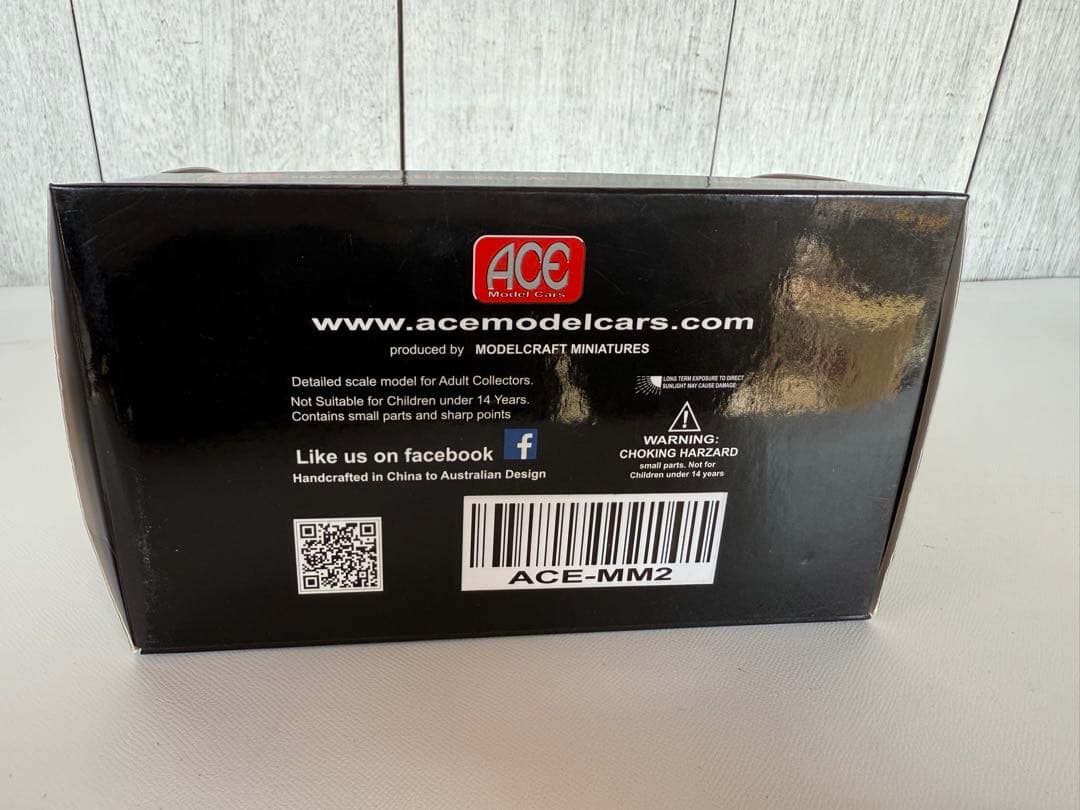 ACE
Model Cars
www.acemodelcars.com
produced by MODELCRAFT MINIATURES
Detailed scale model for Adult Collectors.
Not Suitable for Children under 14 Years.
Contains small parts and sharp points
LONG TERM EXPOSURE TO DIRECT
SUNLIGHT MAY CAUSE DAMAGE
Like us on facebook f
Handcrafted in China to Australian Design
WARNING:
CHOKING HARZARD
small parts. Not for
Children under 14 years
ACE-MM2